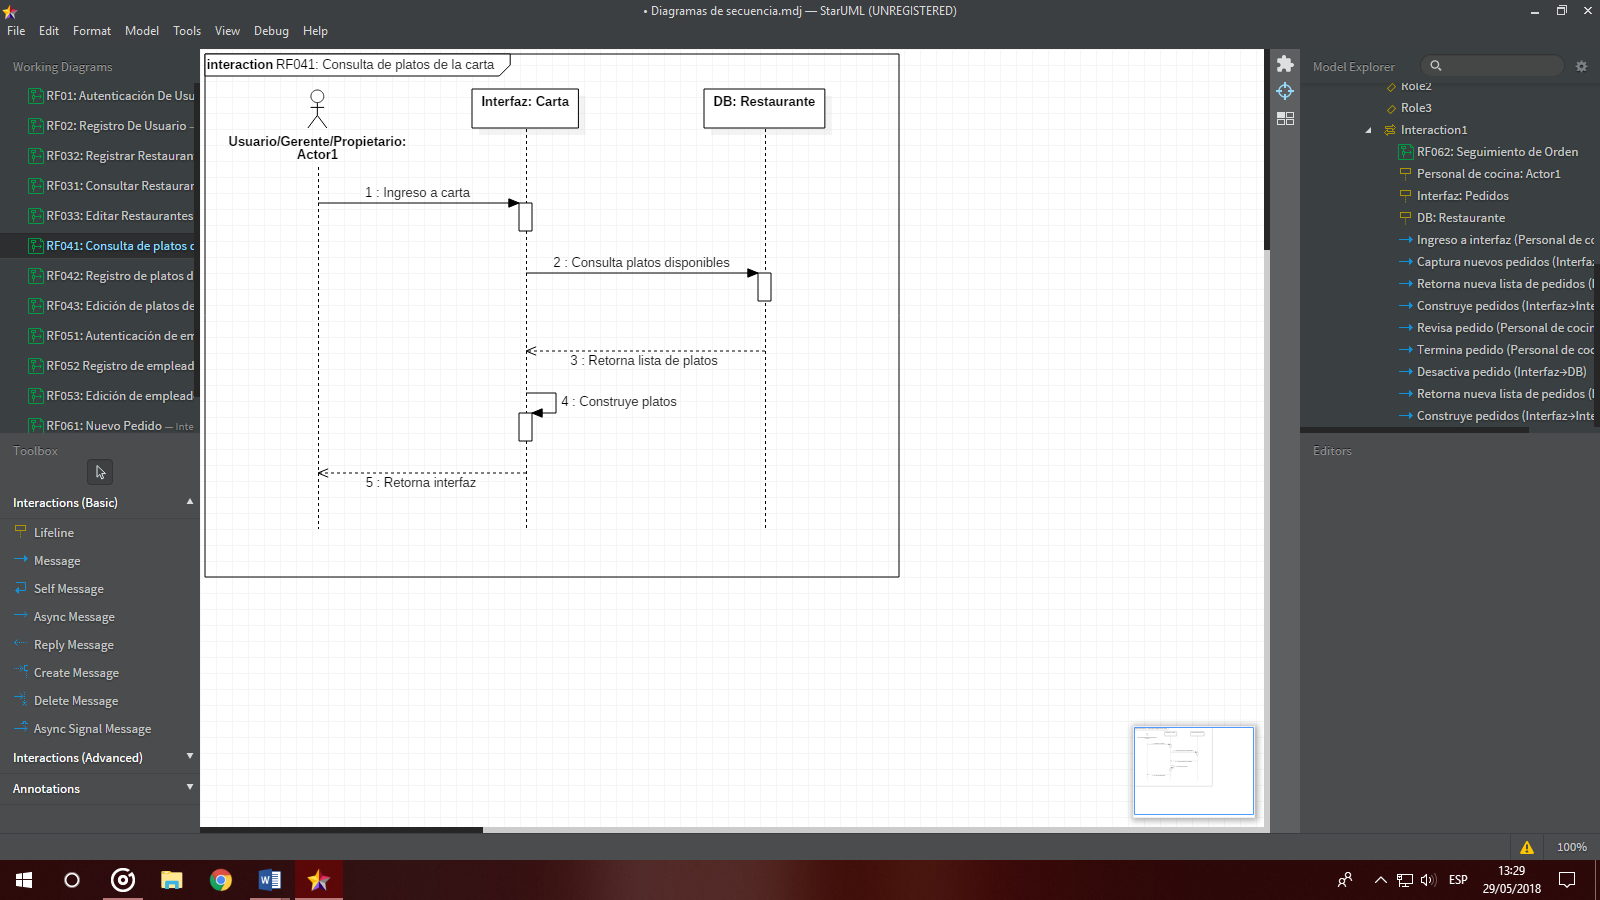 • Diagramas de secuencia.mdj — StarUML (UNREGISTERED)
File Edit Format Model Tools View Debug Help
Working Diagrams
RF01: Autenticación De Usu
RF02: Registro De Usuario —
RF032: Registrar Restauran
RF031: Consultar Restaurar
RF033: Editar Restaurantes
RF041: Consulta de platos d
RF042: Registro de platos d
RF043: Edición de platos de
RF051: Autenticación de em
RF052 Registro de emplead
RF053: Edición de emplead
RF061: Nuevo Pedido — Inte
Toolbox
Interactions (Basic)
Lifeline
Message
Self Message
Async Message
Reply Message
Create Message
Delete Message
Async Signal Message
Interactions (Advanced)
Annotations
interaction RF041: Consulta de platos de la carta
Usuario/Gerente/Propietario:
Actor1
Interfaz: Carta
DB: Restaurante
1 : Ingreso a carta
2 : Consulta platos disponibles
3 : Retorna lista de platos
4 : Construye platos
5 : Retorna interfaz
Model Explorer
Role2
Role3
Interaction1
RF062: Seguimiento de Orden
Personal de cocina: Actor1
Interfaz: Pedidos
DB: Restaurante
Ingreso a interfaz (Personal de co
Captura nuevos pedidos (Interfaz
Retorna nueva lista de pedidos (I
Construye pedidos (Interfaz→Inte
Revisa pedido (Personal de cocin
Termina pedido (Personal de coc
Desactiva pedido (Interfaz→DB)
Retorna nueva lista de pedidos (I
Construye pedidos (Interfaz→Inte
Editors
100%
ESP
13:29
29/05/2018